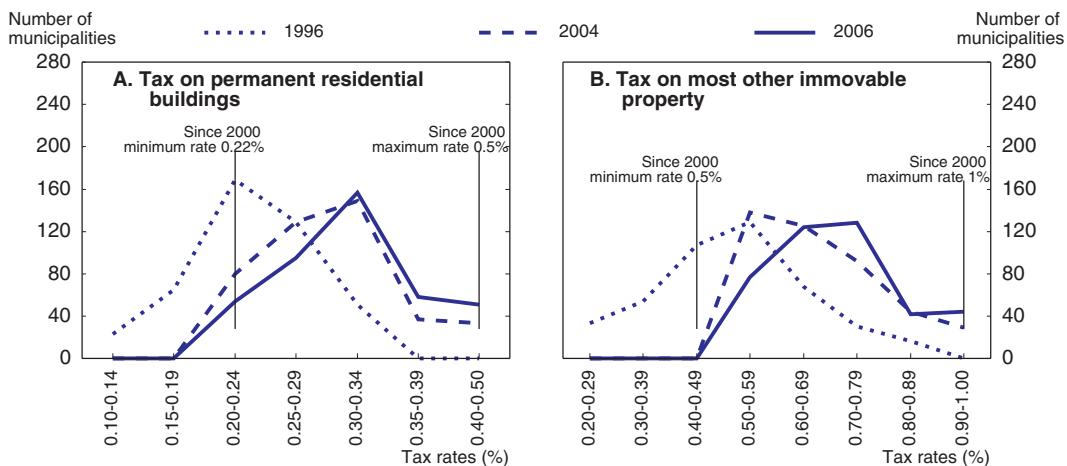 Number of
municipalities
1996
2004
2006
Number of
municipalities
280
240
200
160
120
80
40
0
A. Tax on permanent residential
buildings
Since 2000
minimum rate 0.22%
Since 2000
maximum rate 0.5%
0.10-0.14
0.15-0.19
0.20-0.24
0.25-0.29
0.30-0.34
0.35-0.39
0.40-0.50
Tax rates (%)
B. Tax on most other immovable
property
Since 2000
minimum rate 0.5%
Since 2000
maximum rate 1%
280
240
200
160
120
80
40
0
0.20-0.29
0.30-0.39
0.40-0.49
0.50-0.59
0.60-0.69
0.70-0.79
0.80-0.89
0.90-1.00
Tax rates (%)